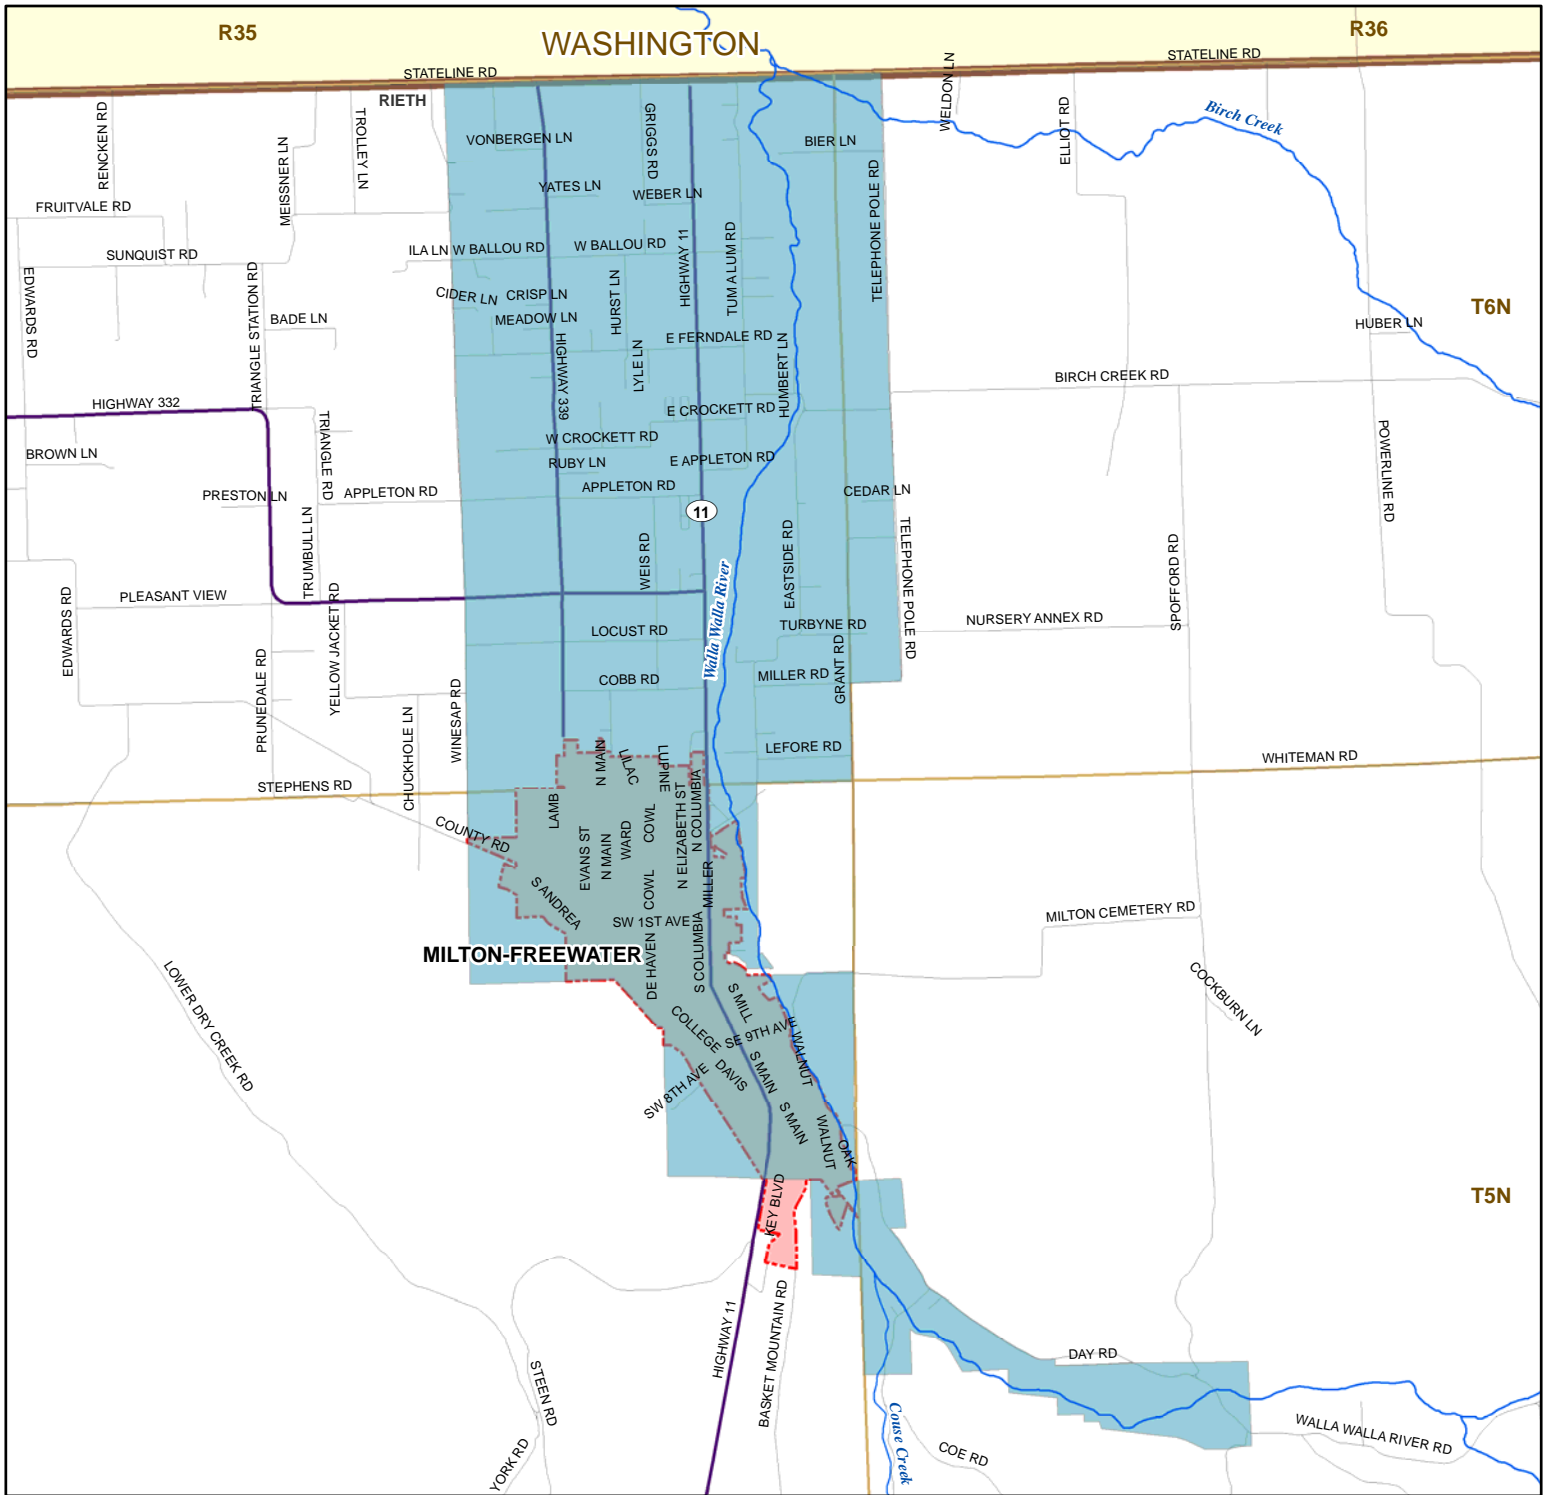 R35
WASHINGTON
R36
STATELINE RD
STATELINE RD
RIETH
RENCKEN RD
TROLLEY LN
MEISSNER LN
VONBERGEN LN
GRIGGS RD
BIER LN
WELDON LN
ELLIOT RD
Birch Creek
YATES LN
WEBER LN
TELEPHONE POLE RD
FRUITVALE RD
SUNQUIST RD
ILA LN
W BALLOU RD
W BALLOU RD
HIGHWAY 11
TUM A LUM RD
EDWARDS RD
TRIANGLE STATION RD
BADE LN
CIDER LN
CRISP LN
MEADOW LN
HURST LN
T6N
HUBER LN
E FERNDALE RD
HIGHWAY 339
LYLE LN
HUMBERT LN
BIRCH CREEK RD
HIGHWAY 332
E CROCKETT RD
TRIANGLE RD
W CROCKETT RD
POWERLINE RD
BROWN LN
RUBY LN
E APPLETON RD
PRESTON LN
APPLETON RD
APPLETON RD
CEDAR LN
11
TRUMBULL LN
WEIS RD
EASTSIDE RD
TELEPHONE POLE RD
SPOFFORD RD
Walla Walla River
EDWARDS RD
PLEASANT VIEW
YELLOW JACKET RD
LOCUST RD
TURBYNE RD
NURSERY ANNEX RD
PRUNEDALE RD
WINESAP RD
COBB RD
MILLER RD
GRANT RD
CHUCKHOLE LN
N MAIN
LILAC
LUPINE
LEFORE RD
WHITEMAN RD
STEPHENS RD
COUNTY RD
LAMB
EVANS ST
N MAIN
WARD
COWL
N ELIZABETH ST
N COLUMBIA
MILLER
COWL
S ANDREA
SW 1ST AVE
MILTON CEMETERY RD
MILTON-FREEWATER
DE HAVEN
S COLUMBIA
LOWER DRY CREEK RD
COCKBURN LN
S MILL
COLLEGE
SE 9TH AVE
E WALNUT
DAVIS
S MAIN
SW 8TH AVE
S MAIN
WALNUT
OAK
T5N
KEY BLVD
HIGHWAY 11
BASKET MOUNTAIN RD
DAY RD
STEEN RD
Couse Creek
WALLA WALLA RIVER RD
YORK RD
COE RD